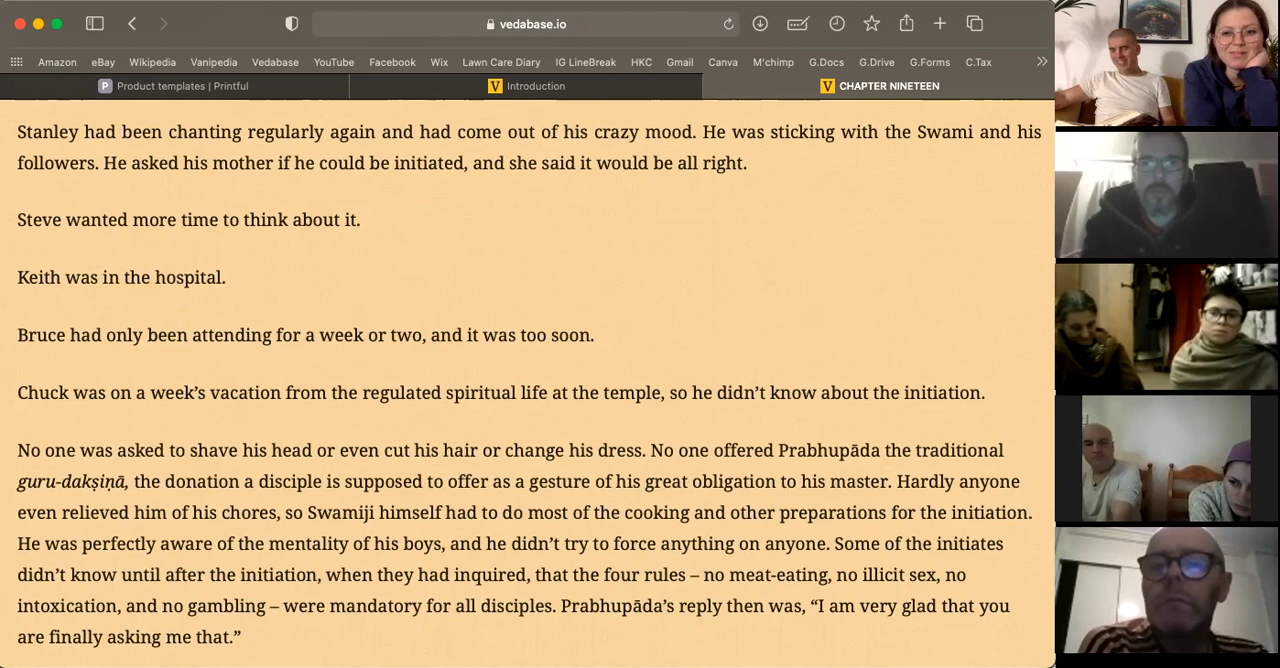 vedabase.io
Amazon eBay Wikipedia Vanipedia Vedabase YouTube Facebook Wix Lawn Care Diary IG LineBreak HKC Gmail Canva M'chimp G.Docs G.Drive G.Forms C.Tax
P Product templates | Printful V Introduction V CHAPTER NINETEEN
Stanley had been chanting regularly again and had come out of his crazy mood. He was sticking with the Swami and his
followers. He asked his mother if he could be initiated, and she said it would be all right.
Steve wanted more time to think about it.
Keith was in the hospital.
Bruce had only been attending for a week or two, and it was too soon.
Chuck was on a week’s vacation from the regulated spiritual life at the temple, so he didn’t know about the initiation.
No one was asked to shave his head or even cut his hair or change his dress. No one offered Prabhupāda the traditional
guru-dakṣiṇā, the donation a disciple is supposed to offer as a gesture of his great obligation to his master. Hardly anyone
even relieved him of his chores, so Swamiji himself had to do most of the cooking and other preparations for the initiation.
He was perfectly aware of the mentality of his boys, and he didn’t try to force anything on anyone. Some of the initiates
didn’t know until after the initiation, when they had inquired, that the four rules – no meat-eating, no illicit sex, no
intoxication, and no gambling – were mandatory for all disciples. Prabhupāda’s reply then was, “I am very glad that you
are finally asking me that.”